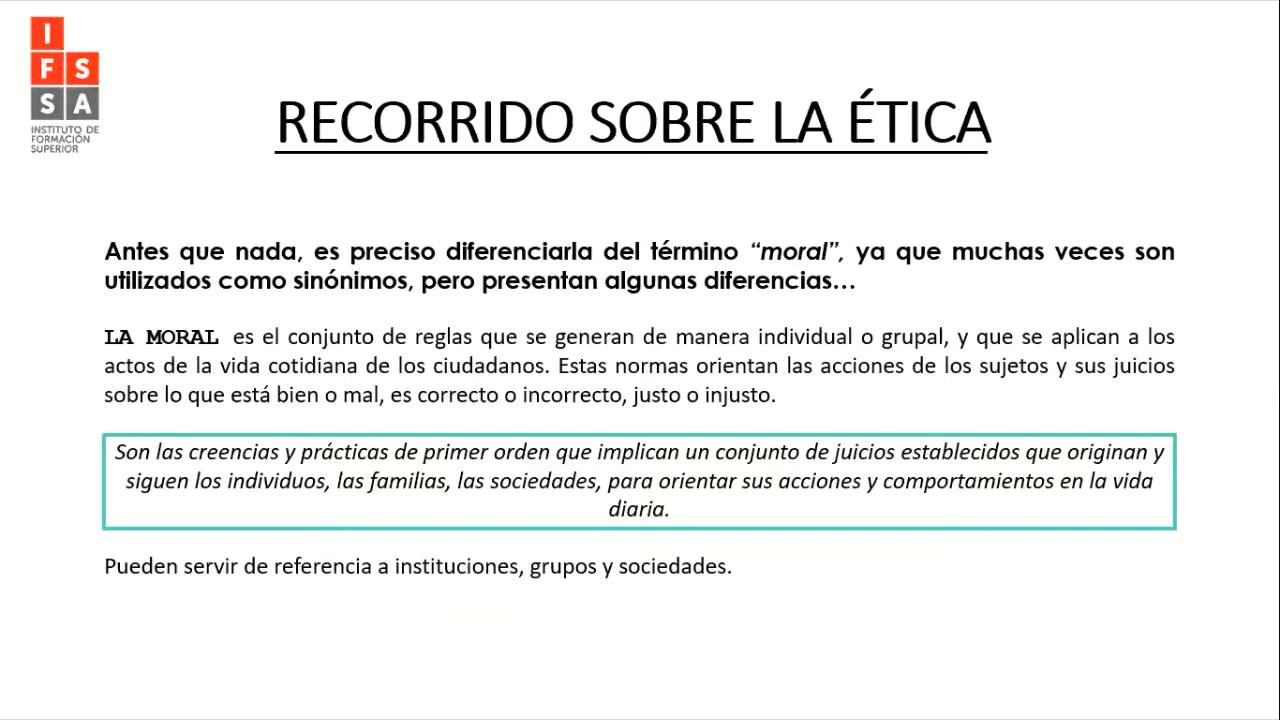 I
FS
SA
INSTITUTO DE
FORMACIÓN
SUPERIOR
RECORRIDO SOBRE LA ÉTICA
Antes que nada, es preciso diferenciarla del término “moral”, ya que muchas veces son
utilizados como sinónimos, pero presentan algunas diferencias…
LA MORAL es el conjunto de reglas que se generan de manera individual o grupal, y que se aplican a los
actos de la vida cotidiana de los ciudadanos. Estas normas orientan las acciones de los sujetos y sus juicios
sobre lo que está bien o mal, es correcto o incorrecto, justo o injusto.
Son las creencias y prácticas de primer orden que implican un conjunto de juicios establecidos que originan y
siguen los individuos, las familias, las sociedades, para orientar sus acciones y comportamientos en la vida
diaria.
Pueden servir de referencia a instituciones, grupos y sociedades.